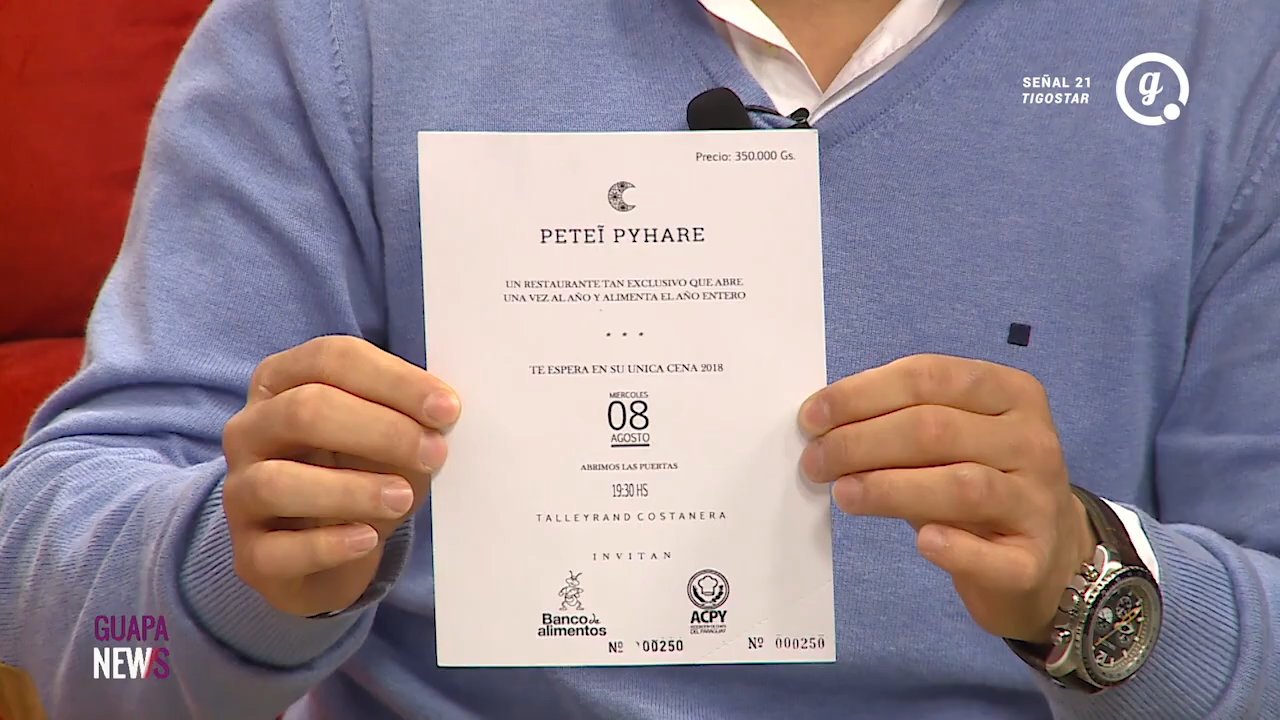 SEÑAL 21
TIGOSTAR
g
Precio: 350.000 Gs.
PETEĨ PYHARE
UN RESTAURANTE TAN EXCLUSIVO QUE ABRE
UNA VEZ AL AÑO Y ALIMENTA EL AÑO ENTERO
* * *
TE ESPERA EN SU UNICA CENA 2018
MIERCOLES
08
AGOSTO
ABRIMOS LAS PUERTAS
19:30 HS
TALLEYRAND COSTANERA
INVITAN
Banco de
alimentos
ACPY
Nº 000250
Nº 000250
GUAPA
NEWS